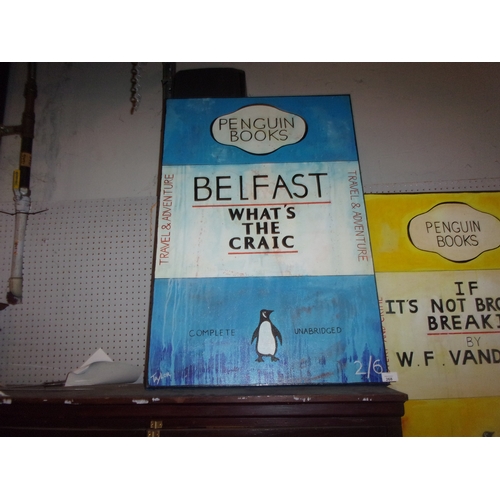 PENGUIN
BOOKS
TRAVEL & ADVENTURE
BELFAST
WHAT'S
THE
CRAIC
TRAVEL & ADVENTURE
COMPLETE UNABRIDGED
2/6
PENGUIN
BOOKS
IF
IT'S NOT BRO
BREAKI
BY
W. F. VAND